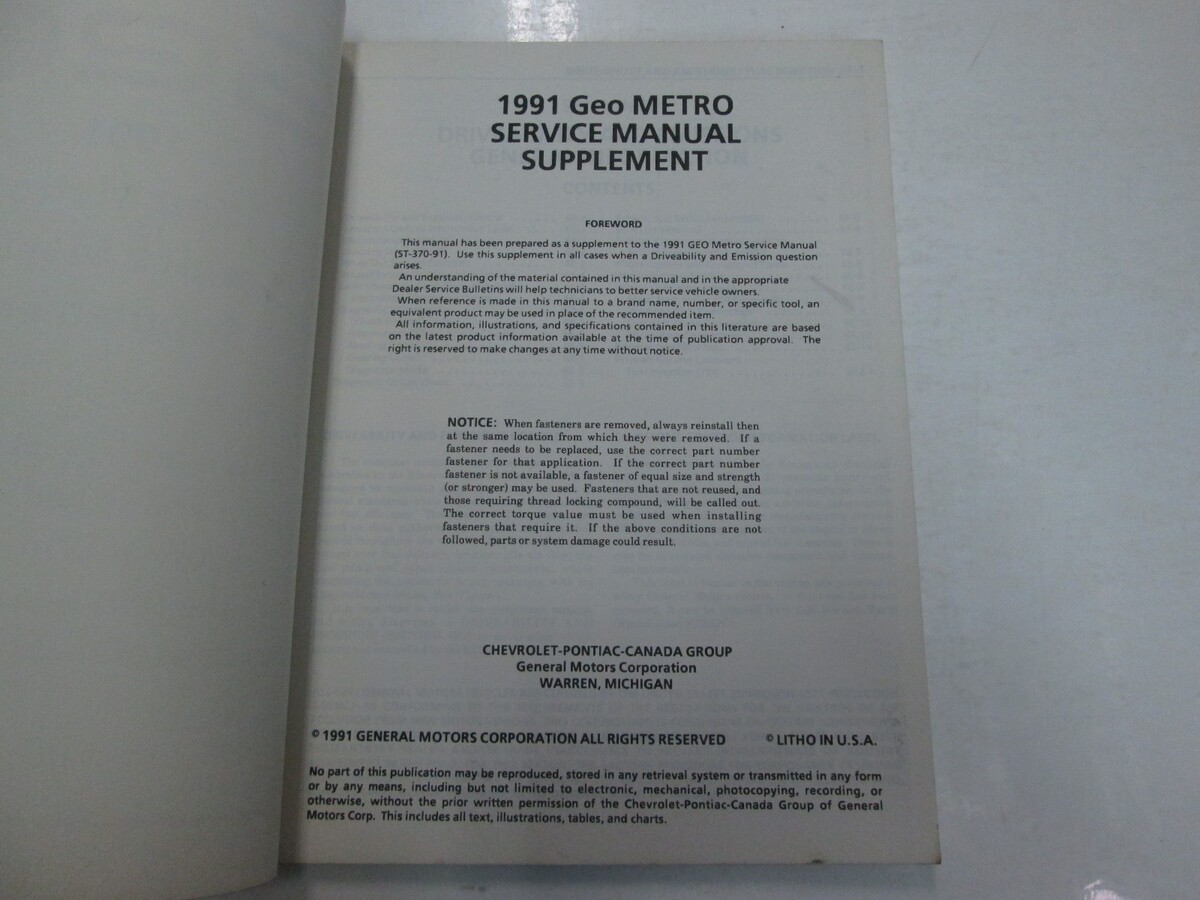 1991 Geo METRO
SERVICE MANUAL
SUPPLEMENT
CONTENTS
FOREWORD
This manual has been prepared as a supplement to the 1991 GEO Metro Service Manual
(ST-370-91). Use this supplement in all cases when a Driveability and Emission question
arises.
An understanding of the material contained in this manual and in the appropriate
Dealer Service Bulletins will help technicians to better service vehicle owners.
When reference is made in this manual to a brand name, number, or specific tool, an
equivalent product may be used in place of the recommended item.
All information, illustrations, and specifications contained in this literature are based
on the latest product information available at the time of publication approval. The
right is reserved to make changes at any time without notice.
NOTICE: When fasteners are removed, always reinstall then
at the same location from which they were removed. If a
fastener needs to be replaced, use the correct part number
fastener for that application. If the correct part number
fastener is not available, a fastener of equal size and strength
(or stronger) may be used. Fasteners that are not reused, and
those requiring thread locking compound, will be called out.
The correct torque value must be used when installing
fasteners that require it. If the above conditions are not
followed, parts or system damage could result.
CHEVROLET-PONTIAC-CANADA GROUP
General Motors Corporation
WARREN, MICHIGAN
© 1991 GENERAL MOTORS CORPORATION ALL RIGHTS RESERVED © LITHO IN U.S.A.
No part of this publication may be reproduced, stored in any retrieval system or transmitted in any form
or by any means, including but not limited to electronic, mechanical, photocopying, recording, or
otherwise, without the prior written permission of the Chevrolet-Pontiac-Canada Group of General
Motors Corp. This includes all text, illustrations, tables, and charts.